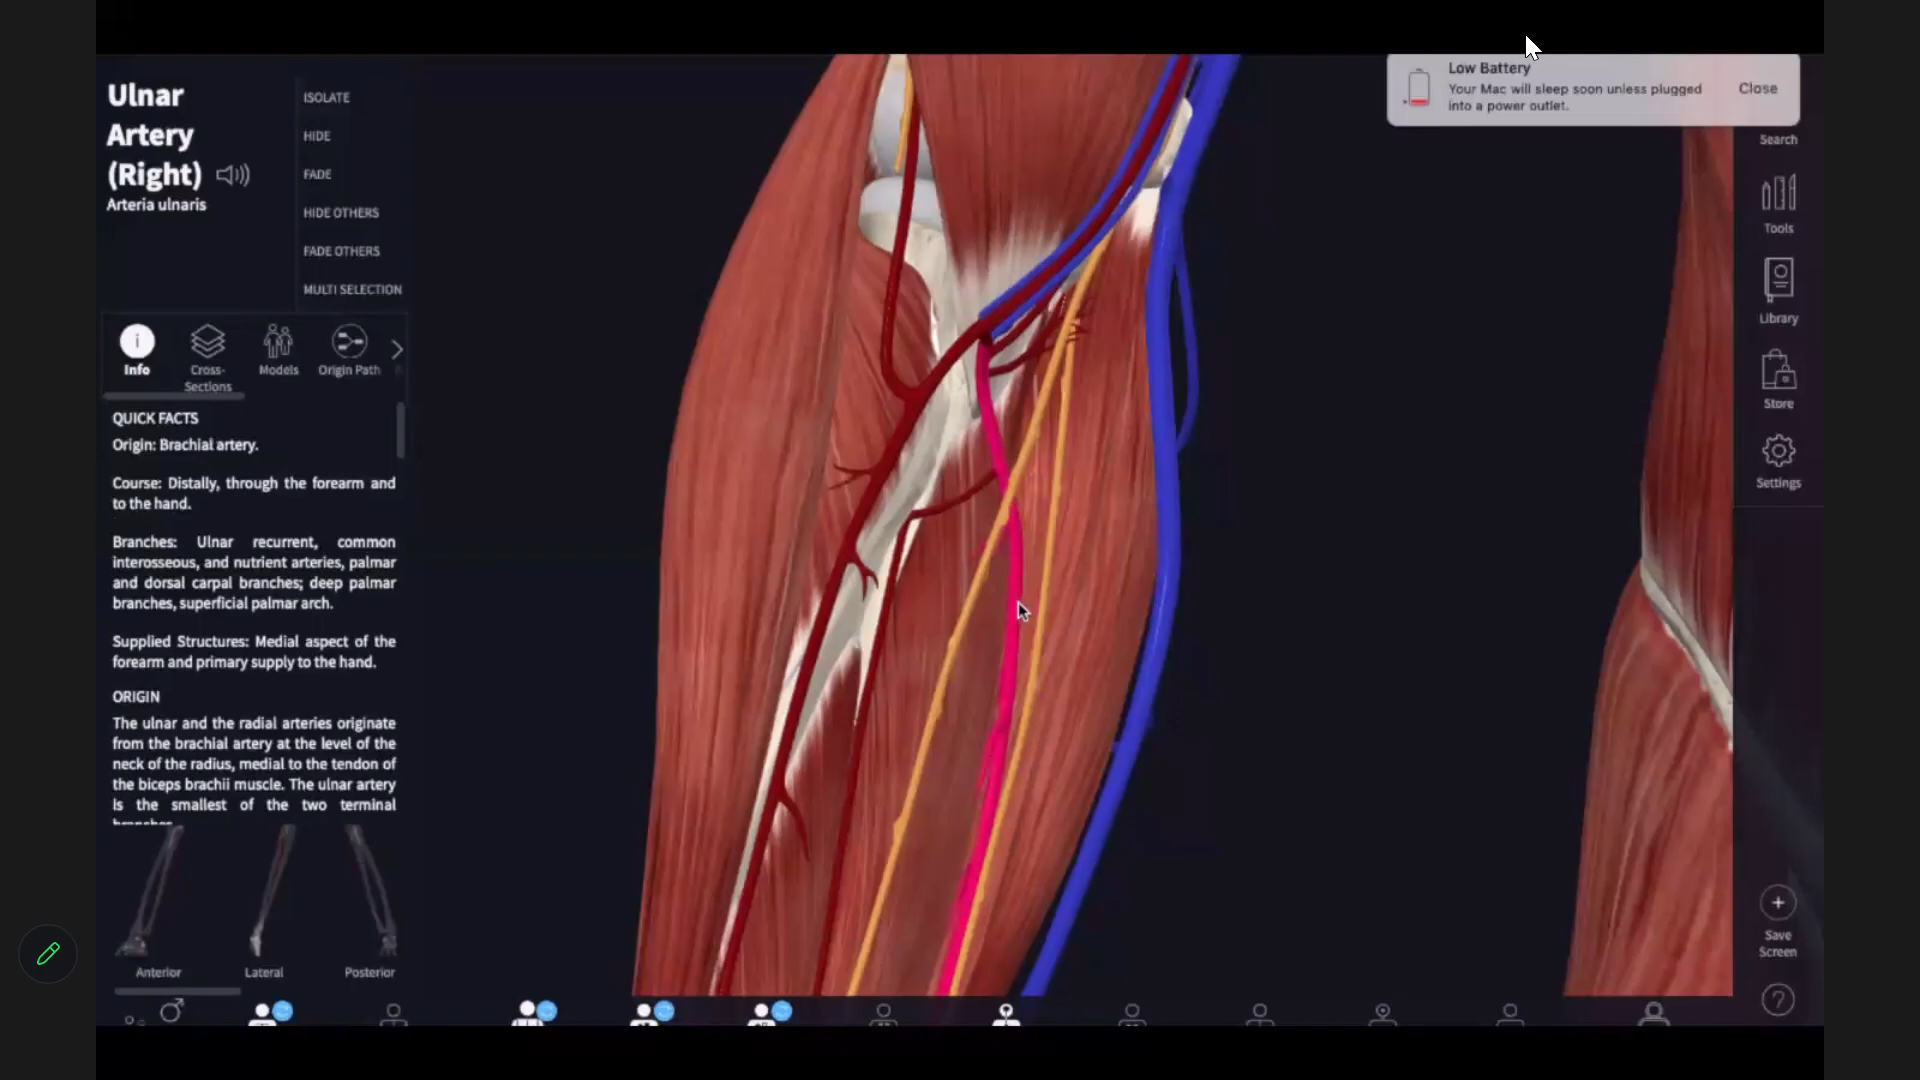 Ulnar
Artery
(Right)
Arteria ulnaris
ISOLATE
HIDE
FADE
HIDE OTHERS
FADE OTHERS
MULTI SELECTION
Info
Cross-
Sections
Models
Origin Path
QUICK FACTS
Origin: Brachial artery.
Course: Distally, through the forearm and
to the hand.
Branches: Ulnar recurrent, common
interosseous, and nutrient arteries, palmar
and dorsal carpal branches; deep palmar
branches, superficial palmar arch.
Supplied Structures: Medial aspect of the
forearm and primary supply to the hand.
ORIGIN
The ulnar and the radial arteries originate
from the brachial artery at the level of the
neck of the radius, medial to the tendon of
the biceps brachii muscle. The ulnar artery
is the smallest of the two terminal
Anterior
Lateral
Posterior
Low Battery
Your Mac will sleep soon unless plugged
into a power outlet.
Close
Search
Tools
Library
Store
Settings
Save
Screen